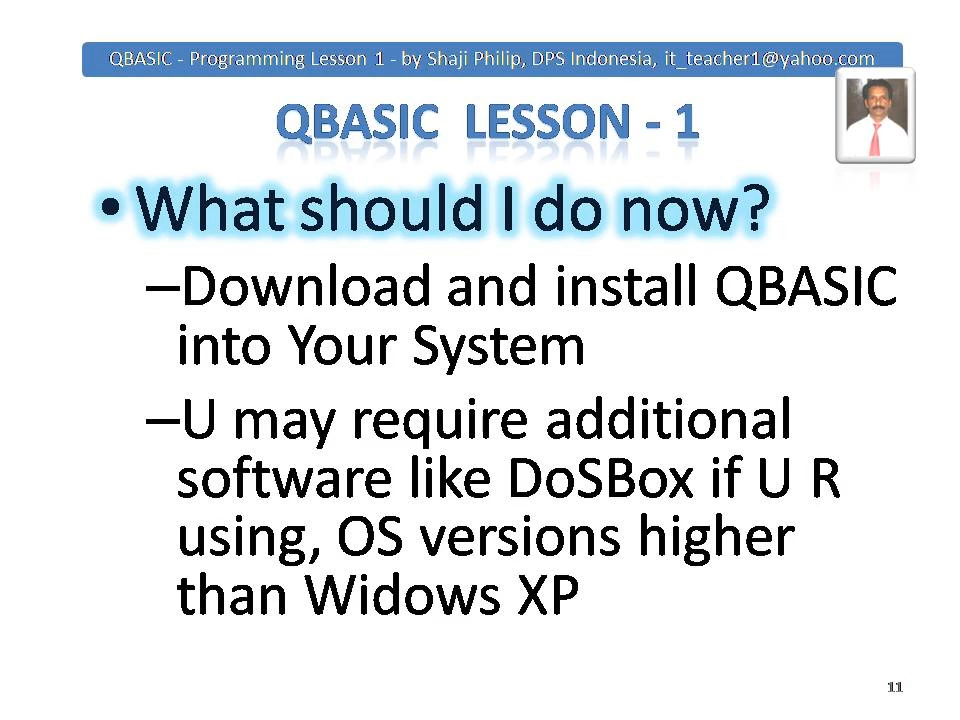 QBASIC - Programming Lesson 1 - by Shaji Philip, DPS Indonesia, it_teacher1@yahoo.com
QBASIC LESSON - 1
• What should I do now?
–Download and install QBASIC
into Your System
–U may require additional
software like DoSBox if U R
using, OS versions higher
than Widows XP
11